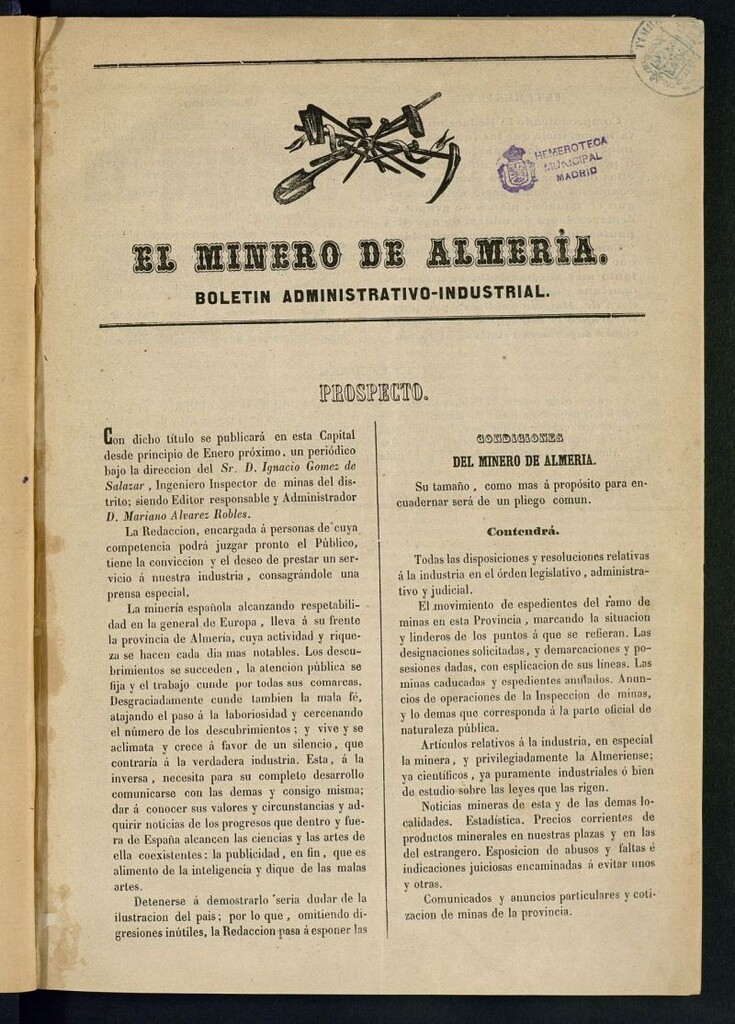 HEMEROTECA
MUNICIPAL
MADRID
EL MINERO DE ALMERÍA.
BOLETIN ADMINISTRATIVO-INDUSTRIAL.
PROSPECTO.
Con dicho título se publicará en esta Capital
desde principio de Enero próximo, un periódico
bajo la direccion del Sr. D. Ignacio Gomez de
Salazar, Ingeniero Inspector de minas del dis-
trito; siendo Editor responsable y Administrador
D. Mariano Alvarez Robles.
La Redaccion, encargada á personas de cuya
competencia podrá juzgar pronto el Público,
tiene la conviccion y el deseo de prestar un ser-
vicio á nuestra industria, consagrándole una
prensa especial.
La minería española alcanzando respetabili-
dad en la general de Europa, lleva á su frente
la provincia de Almería, cuya actividad y rique-
za se hacen cada dia mas notables. Los descu-
brimientos se succeden, la atencion pública se
fija y el trabajo cunde por todas sus comarcas.
Desgraciadamente cunde tambien la mala fé,
atajando el paso á la laboriosidad y cercenando
el número de los descubrimientos; y vive y se
aclimata y crece á favor de un silencio, que
contraría á la verdadera industria. Esta, á la
inversa, necesita para su completo desarrollo
comunicarse con las demas y consigo misma;
dar á conocer sus valores y circunstancias y ad-
quirir noticias de los progresos que dentro y fue-
ra de España alcancen las ciencias y las artes de
ella coexistentes: la publicidad, en fin, que es
alimento de la inteligencia y dique de las malas
artes.
Detenerse á demostrarlo seria dudar de la
ilustracion del pais; por lo que, omitiendo di-
gresiones inútiles, la Redaccion pasa á esponer las
CONDICIONES
DEL MINERO DE ALMERIA.
Su tamaño, como mas á propósito para en-
cuadernar será de un pliego comun.
Contendrá.
Todas las disposiciones y resoluciones relativas
á la industria en el órden legislativo, administra-
tivo y judicial.
El movimiento de espedientes del ramo de
minas en esta Provincia, marcando la situacion
y linderos de los puntos á que se refieran. Las
designaciones solicitadas, y demarcaciones y po-
sesiones dadas, con esplicacion de sus líneas. Las
minas caducadas y espedientes anulados. Anun-
cios de operaciones de la Inspeccion de minas,
y lo demas que corresponda á la parte oficial de
naturaleza pública.
Artículos relativos á la industria, en especial
la minera, y privilegiadamente la Almeriense;
ya científicos, ya puramente industriales ó bien
de estudio sobre las leyes que las rigen.
Noticias mineras de esta y de las demas lo-
calidades. Estadística. Precios corrientes de
productos minerales en nuestras plazas y en las
del estrangero. Esposicion de abusos y faltas é
indicaciones juiciosas encaminadas á evitar unos
y otras.
Comunicados y anuncios particulares y coti-
zacion de minas de la provincia.